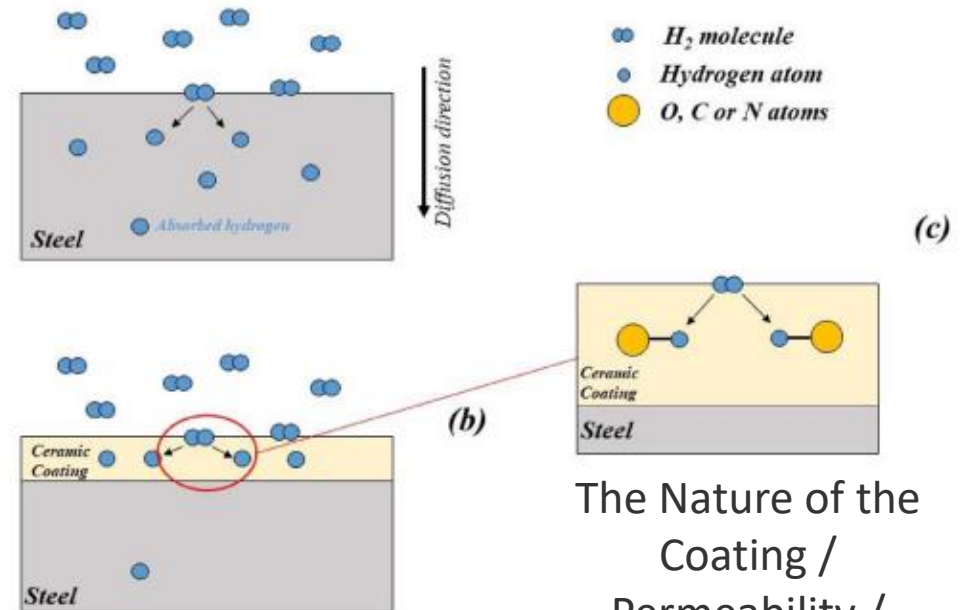 H₂ molecule
Hydrogen atom
O, C or N atoms
Diffusion direction
Absorbed hydrogen
Steel
(c)
Ceramic
Coating
Steel
(b)
Ceramic
Coating
Steel
The Nature of the
Coating /
Permeability /